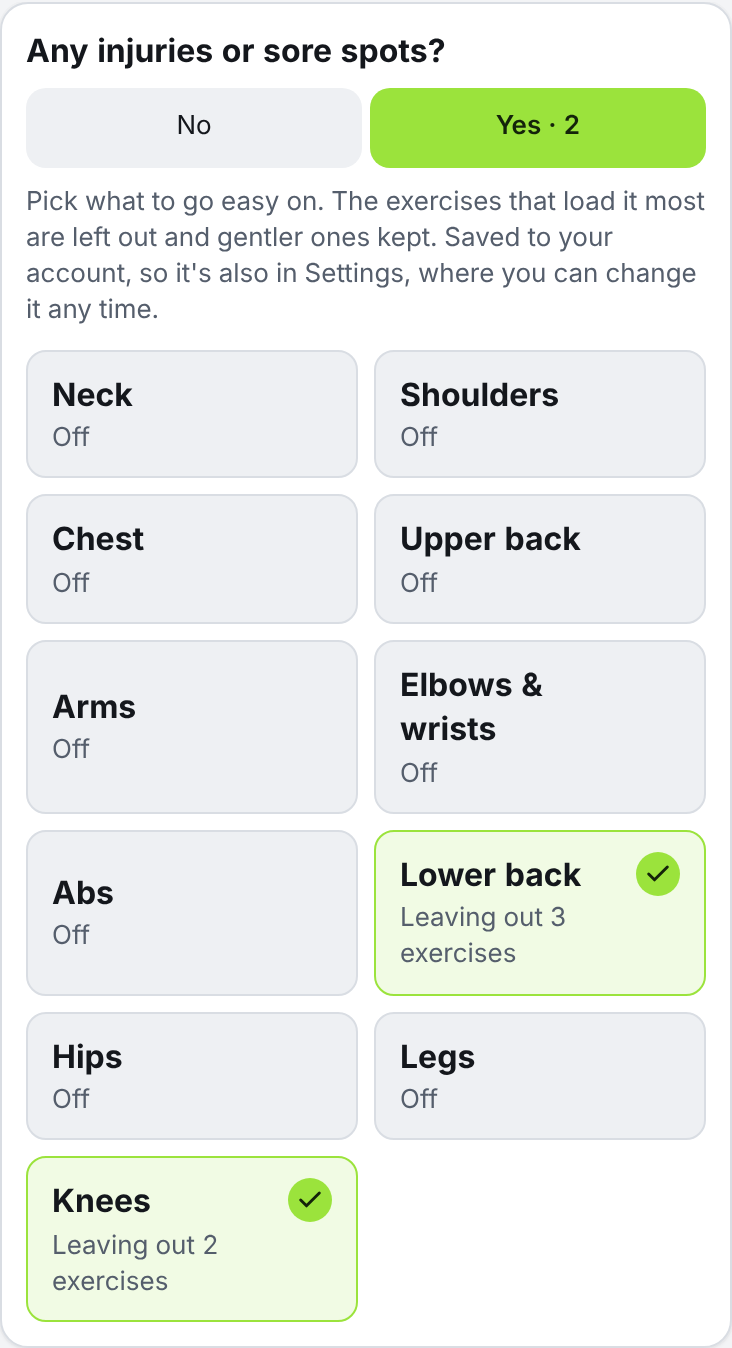 Any injuries or sore spots?
No
Yes · 2
Pick what to go easy on. The exercises that load it most
are left out and gentler ones kept. Saved to your
account, so it's also in Settings, where you can change
it any time.
Neck
Off
Shoulders
Off
Chest
Off
Upper back
Off
Arms
Off
Elbows &
wrists
Off
Abs
Off
Lower back
Leaving out 3
exercises
Hips
Off
Legs
Off
Knees
Leaving out 2
exercises